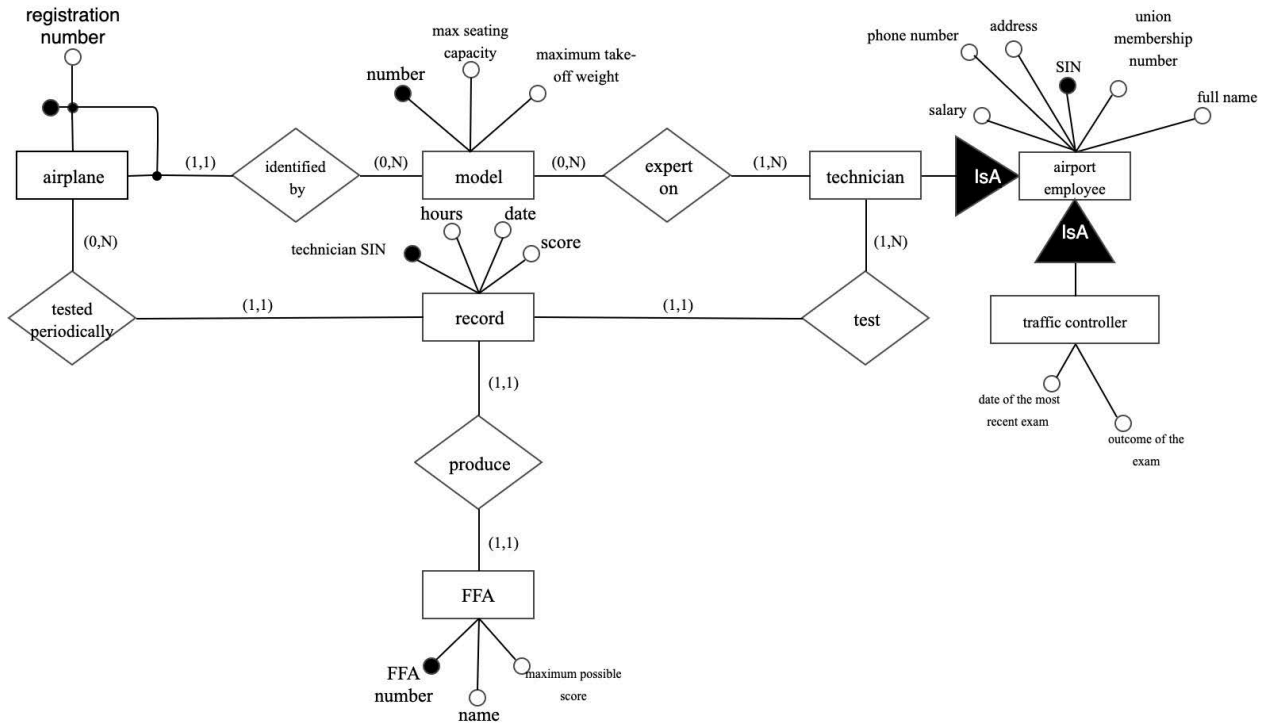 registration
number
airplane
(1,1)
identified
by
(0,N)
number
max seating
capacity
maximum take-
off weight
model
(0,N)
expert
on
(1,N)
technician
IsA
phone number
address
union
membership
number
SIN
salary
full name
airport
employee
IsA
traffic controller
date of the most
recent exam
outcome of the
exam
(0,N)
tested
periodically
(1,1)
technician SIN
hours
date
score
record
(1,1)
(1,N)
test
(1,1)
produce
(1,1)
FFA
FFA
number
name
maximum possible
score